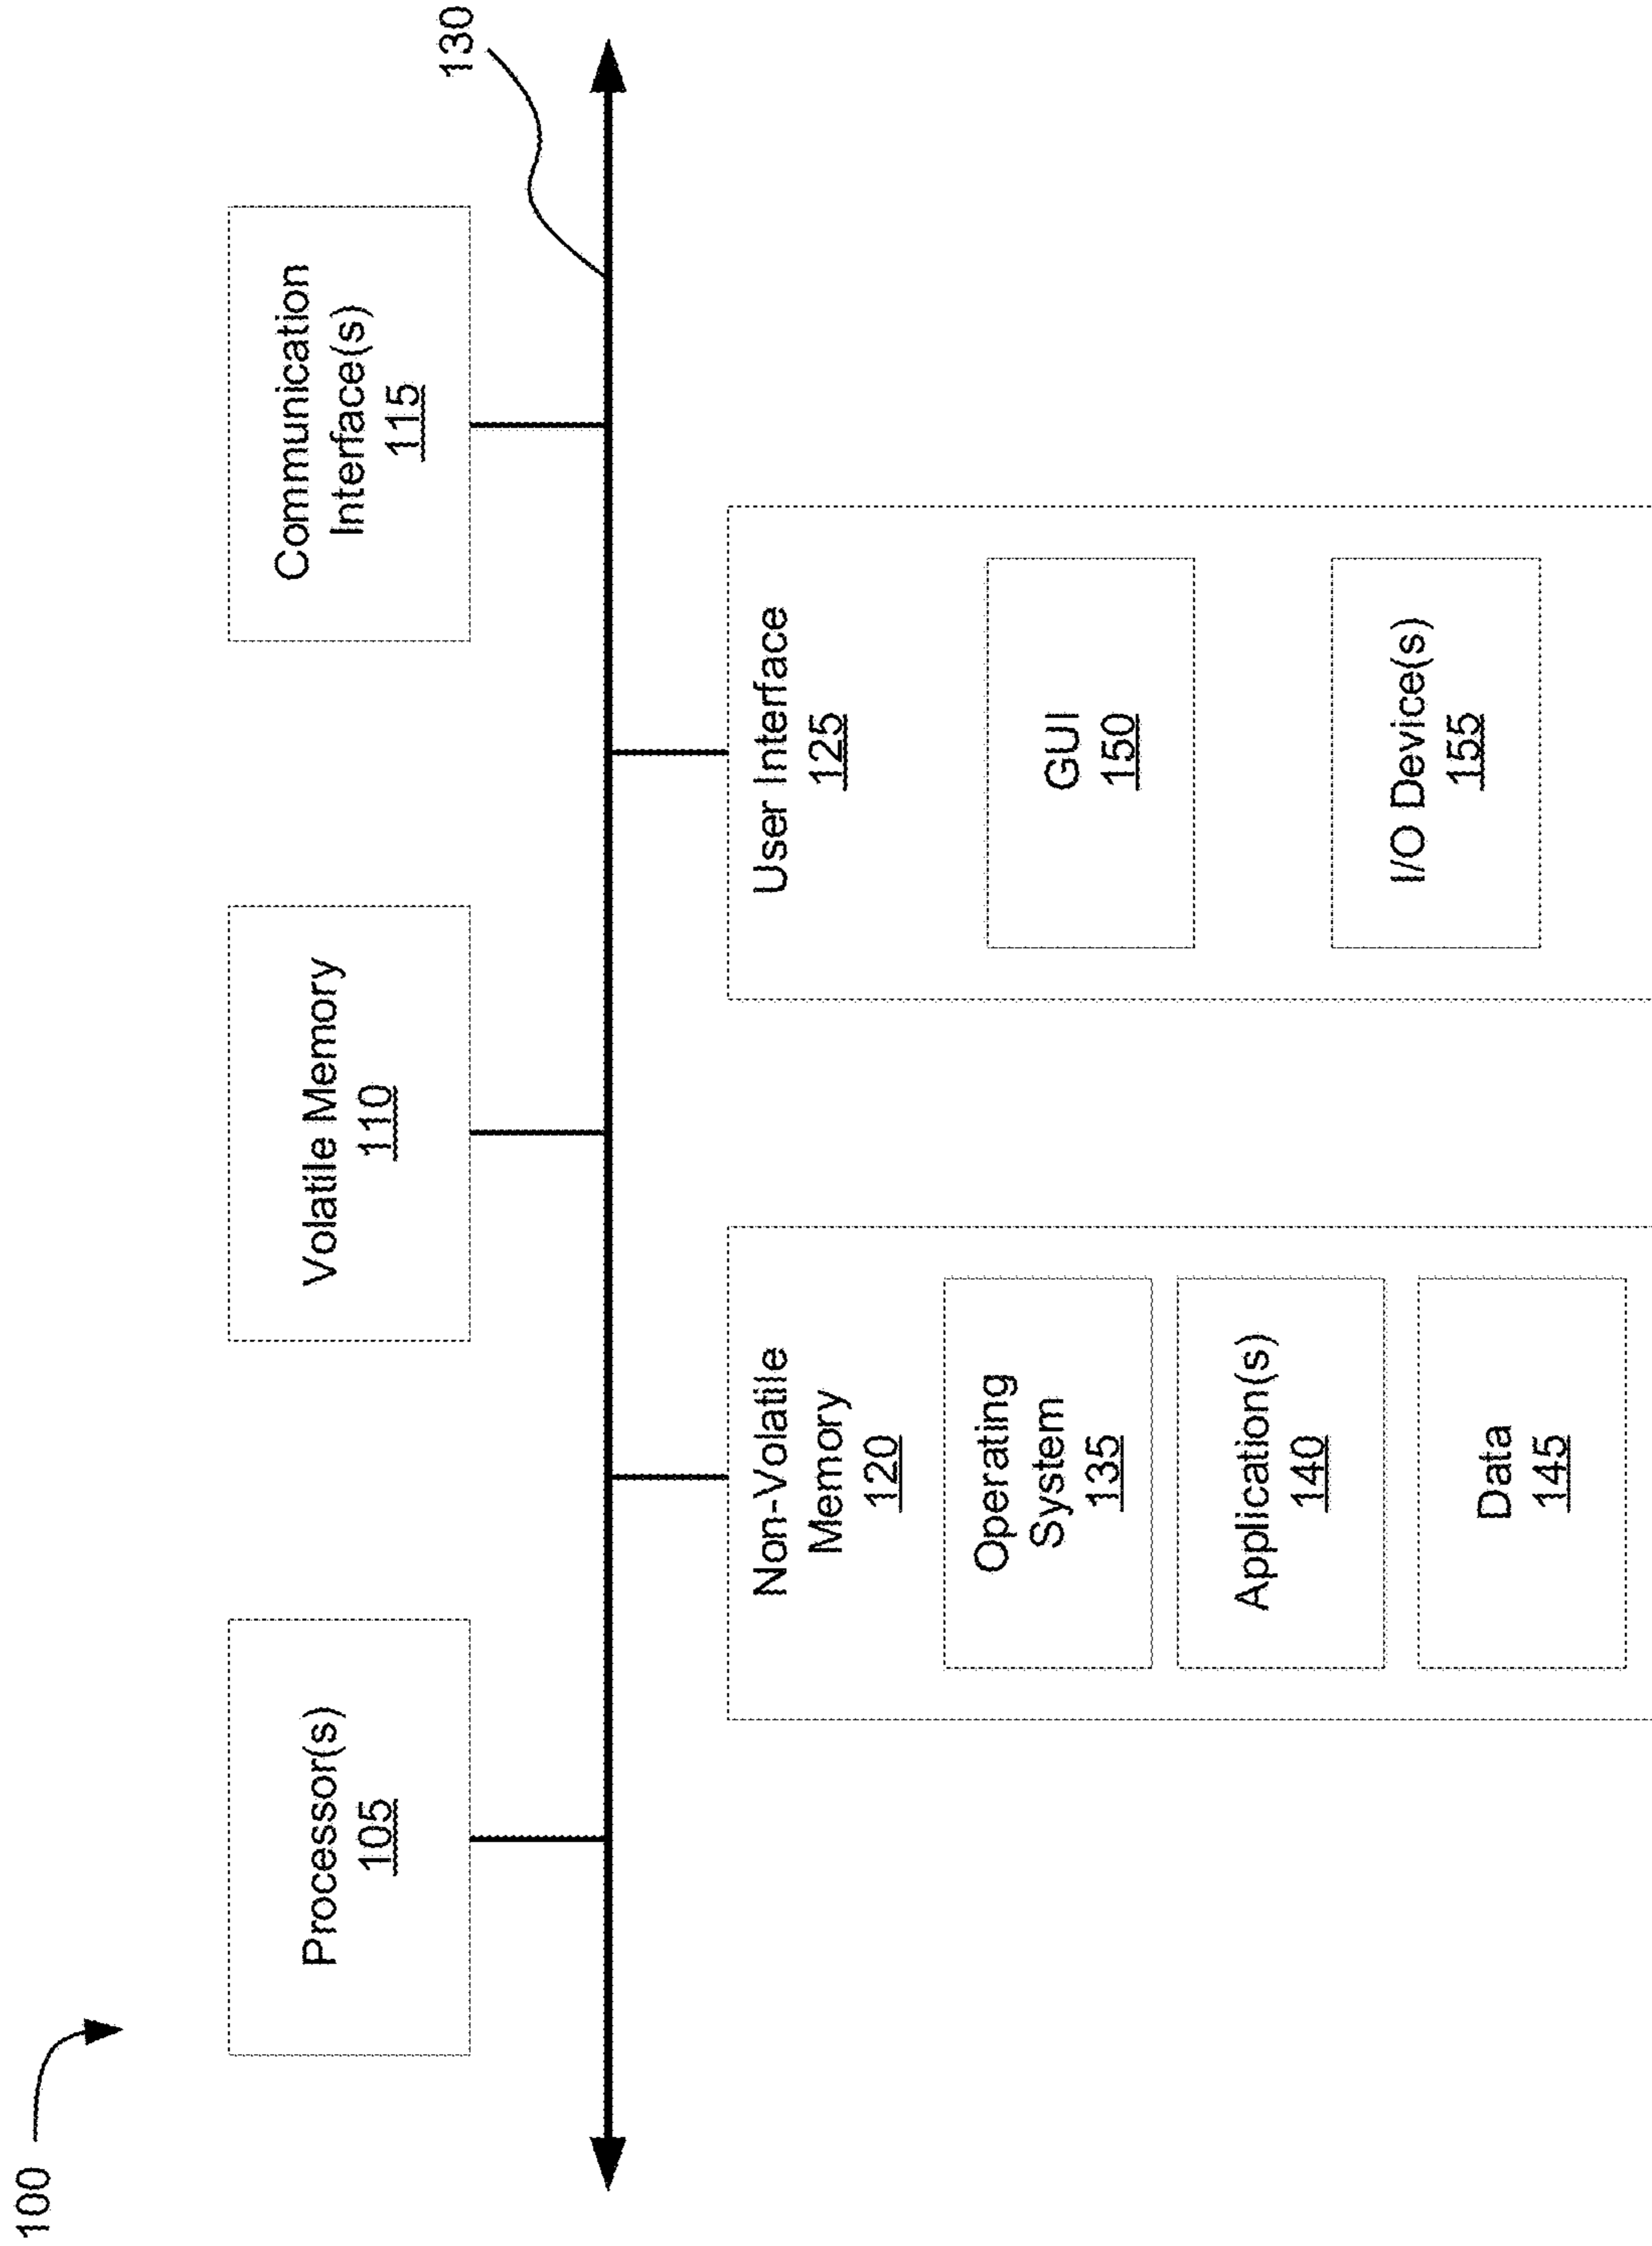 100
Processor(s)
105
Volatile Memory
110
Communication
Interface(s)
115
130
Non-Volatile
Memory
120
Operating
System
135
Application(s)
140
Data
145
User Interface
125
GUI
150
I/O Device(s)
155